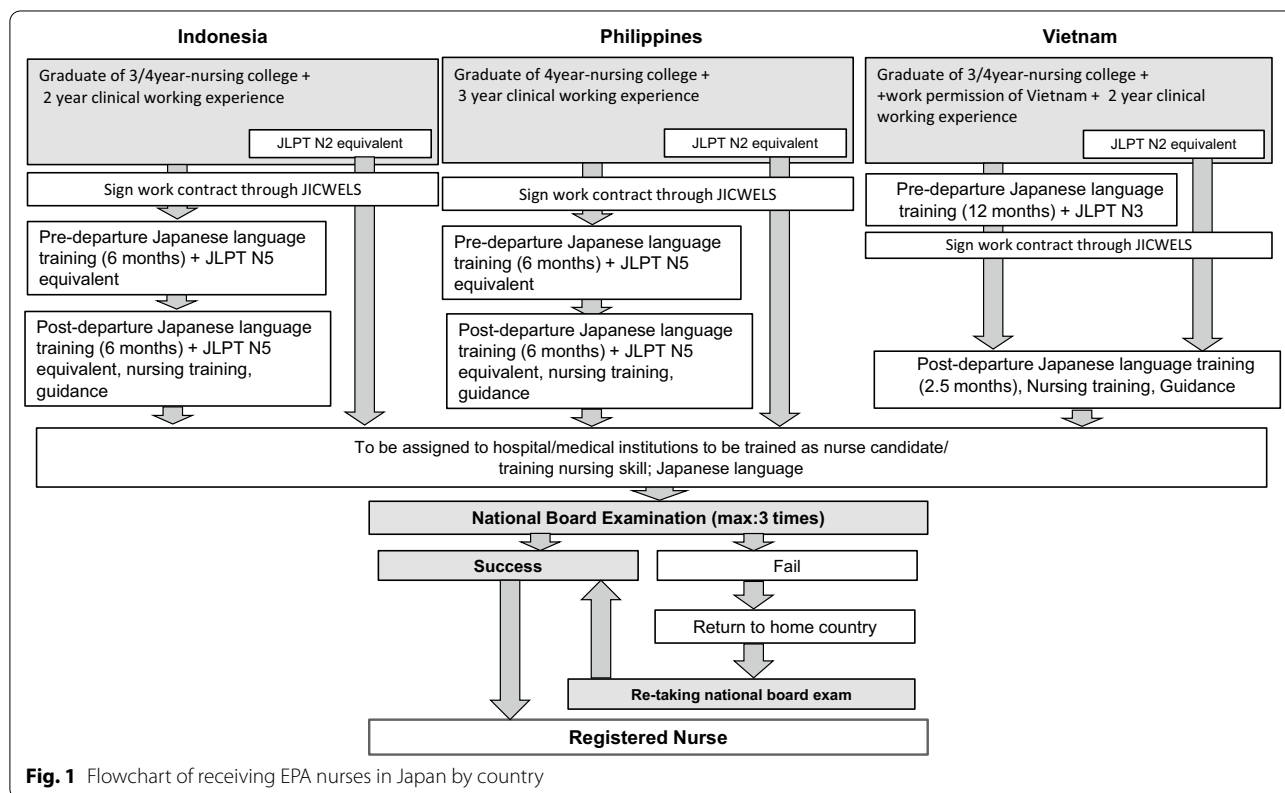 Indonesia
Graduate of 3/4year-nursing college +
2 year clinical working experience
JLPT N2 equivalent
Sign work contract through JICWELS
Pre-departure Japanese language
training (6 months) + JLPT N5
equivalent
Post-departure Japanese language
training (6 months) + JLPT N5
equivalent, nursing training,
guidance
Philippines
Graduate of 4year-nursing college +
3 year clinical working experience
JLPT N2 equivalent
Sign work contract through JICWELS
Pre-departure Japanese language
training (6 months) + JLPT N5
equivalent
Post-departure Japanese language
training (6 months) + JLPT N5
equivalent, nursing training,
guidance
Vietnam
Graduate of 3/4year-nursing college +
+work permission of Vietnam + 2 year clinical
working experience
JLPT N2 equivalent
Pre-departure Japanese language
training (12 months) + JLPT N3
Sign work contract through JICWELS
Post-departure Japanese language training
(2.5 months), Nursing training, Guidance
To be assigned to hospital/medical institutions to be trained as nurse candidate/
training nursing skill; Japanese language
National Board Examination (max:3 times)
Success
Fail
Return to home country
Re-taking national board exam
Registered Nurse
Fig. 1 Flowchart of receiving EPA nurses in Japan by country